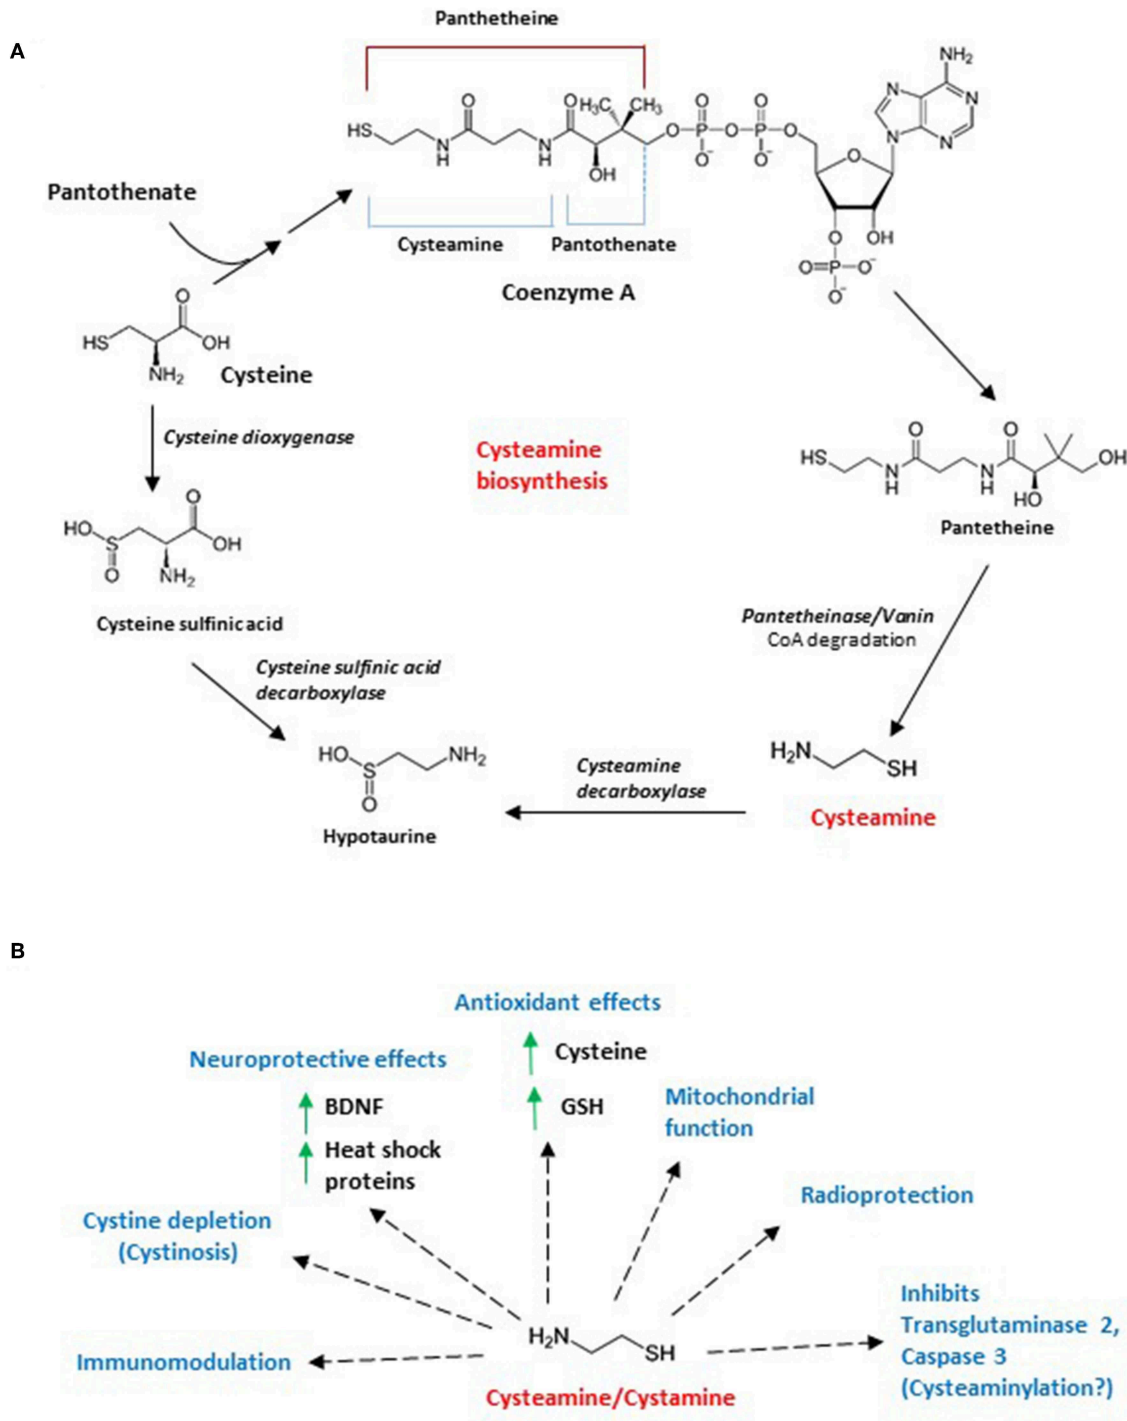 A
Panthetheine
NH2
N
N
N
N
O
O
H3C
CH3
O
O
HS
N
H
N
H
OH
O
P
O
P
O
O-
O-
O
Pantothenate
Cysteamine
Pantothenate
O
OH
O=P-O-
O-
Coenzyme A
O
HS
OH
NH2
Cysteine
Cysteine dioxygenase
Cysteamine
biosynthesis
O
O
HS
N
H
NH
HO
OH
Pantetheine
HO
S
O
O
OH
NH2
Cysteine sulfinic acid
Pantetheinase/Vanin
CoA degradation
Cysteine sulfinic acid
decarboxylase
HO
S
O
NH2
Hypotaurine
Cysteamine
decarboxylase
H2N
SH
Cysteamine
B
Antioxidant effects
Cysteine
GSH
Neuroprotective effects
BDNF
Heat shock
proteins
Mitochondrial
function
Radioprotection
Cystine depletion
(Cystinosis)
Inhibits
Transglutaminase 2,
Caspase 3
(Cysteaminylation?)
Immunomodulation
H2N
SH
Cysteamine/Cystamine